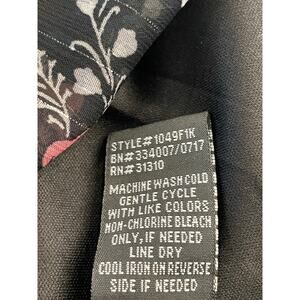 STYLE#1049F1K
BN#334007/0717
RN#31310
MACHINE WASH COLD
GENTLE CYCLE
WITH LIKE COLORS
NON-CHLORINE BLEACH
ONLY, IF NEEDED
LINE DRY
COOL IRON ON REVERSE
SIDE IF NEEDED